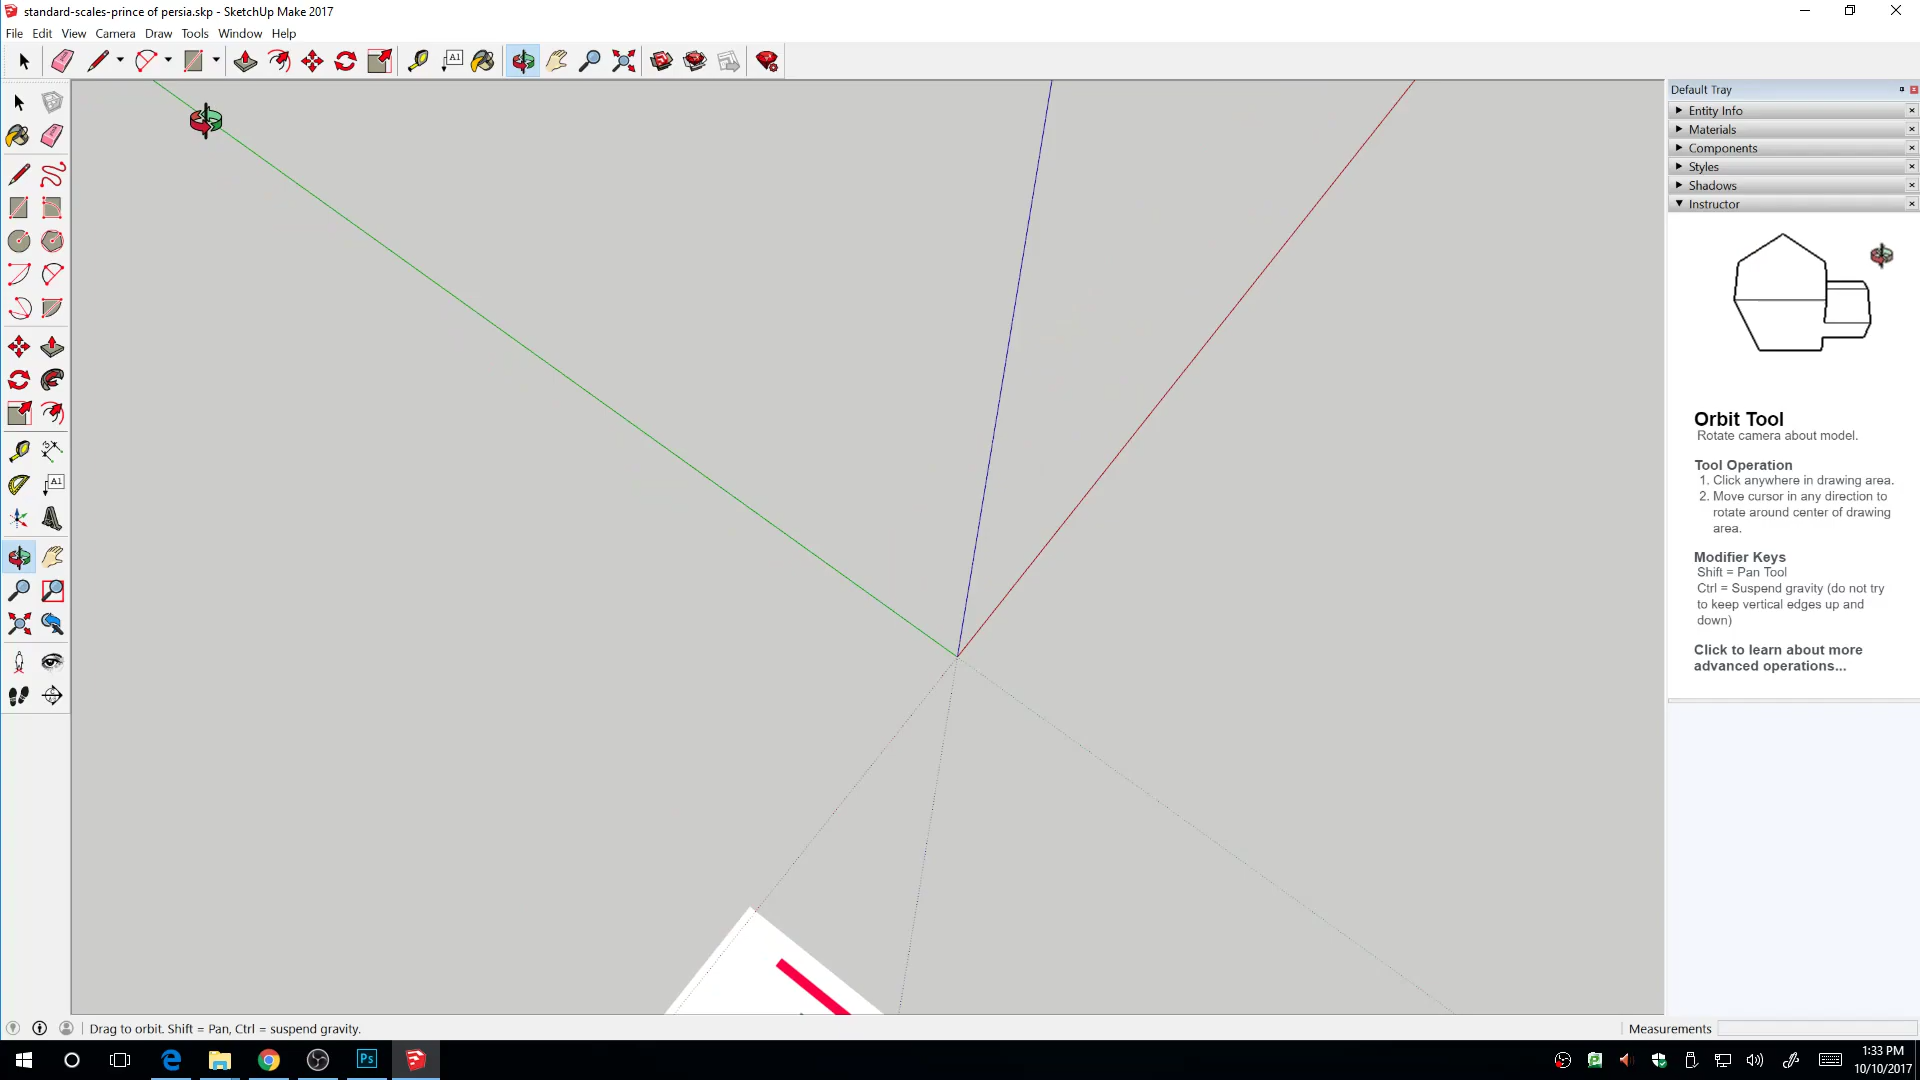 standard-scales-prince of persia.skp - SketchUp Make 2017
File Edit View Camera Draw Tools Window Help
A1
Default Tray
Entity Info
Materials
Components
Styles
Shadows
Instructor
A1
Orbit Tool
Rotate camera about model.
Tool Operation
1. Click anywhere in drawing area.
2. Move cursor in any direction to
rotate around center of drawing
area.
Modifier Keys
Shift = Pan Tool
Ctrl = Suspend gravity (do not try
to keep vertical edges up and
down)
Click to learn about more
advanced operations...
Drag to orbit. Shift = Pan, Ctrl = suspend gravity.
Measurements
Ps
1:33 PM
10/10/2017